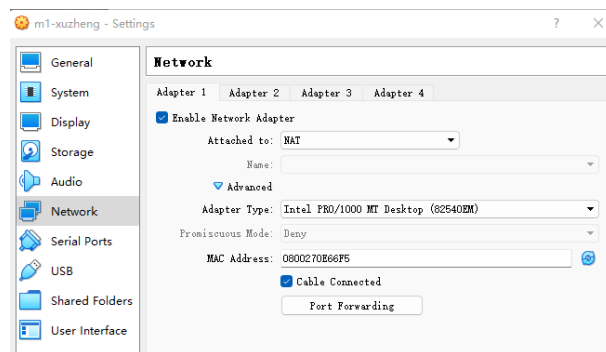 m1-xuzheng - Settings
?
×
General
System
Display
Storage
Audio
Network
Serial Ports
USB
Shared Folders
User Interface
Network
Adapter 1 Adapter 2 Adapter 3 Adapter 4
Enable Network Adapter
Attached to: NAT
Name:
Advanced
Adapter Type: Intel PRO/1000 MT Desktop (82540EM)
Promiscuous Mode: Deny
MAC Address: 0800270E66F5
Cable Connected
Port Forwarding